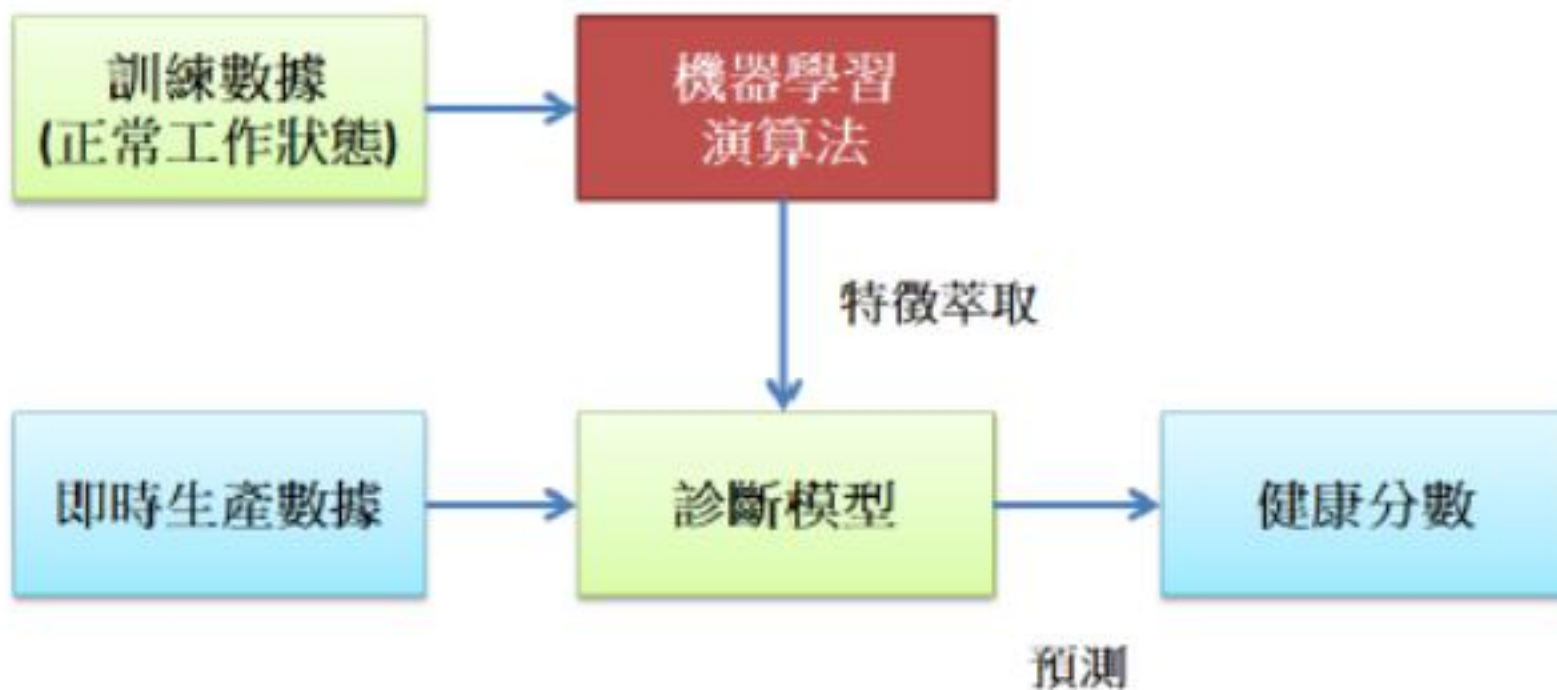 訓練數據
(正常工作狀態)
機器學習
演算法
特徵萃取
即時生產數據
診斷模型
健康分數
預測